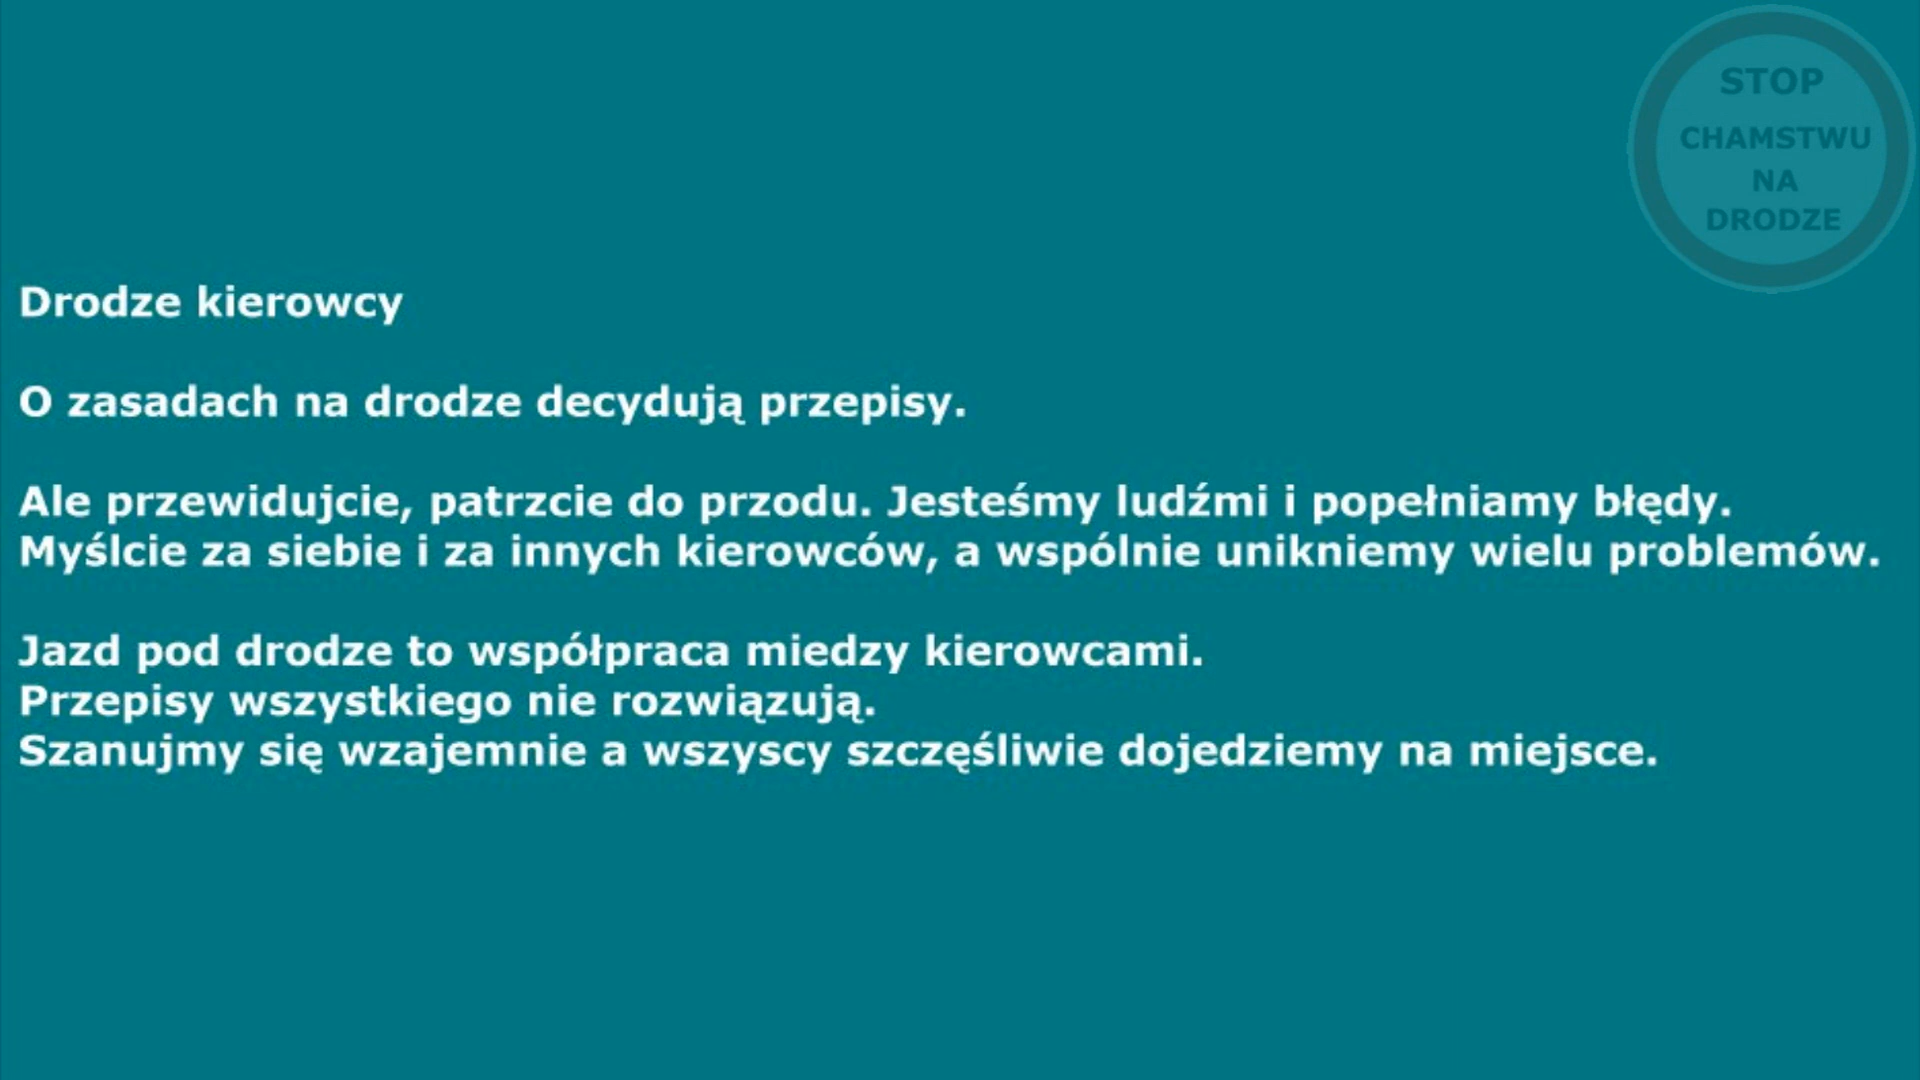 STOP
CHAMSTWU
NA
DRODZE
Drodze kierowcy
O zasadach na drodze decydują przepisy.
Ale przewidujcie, patrzcie do przodu. Jesteśmy ludźmi i popełniamy błędy.
Myślcie za siebie i za innych kierowców, a wspólnie unikniemy wielu problemów.
Jazd pod drodze to współpraca miedzy kierowcami.
Przepisy wszystkiego nie rozwiązują.
Szanujmy się wzajemnie a wszyscy szczęśliwie dojedziemy na miejsce.